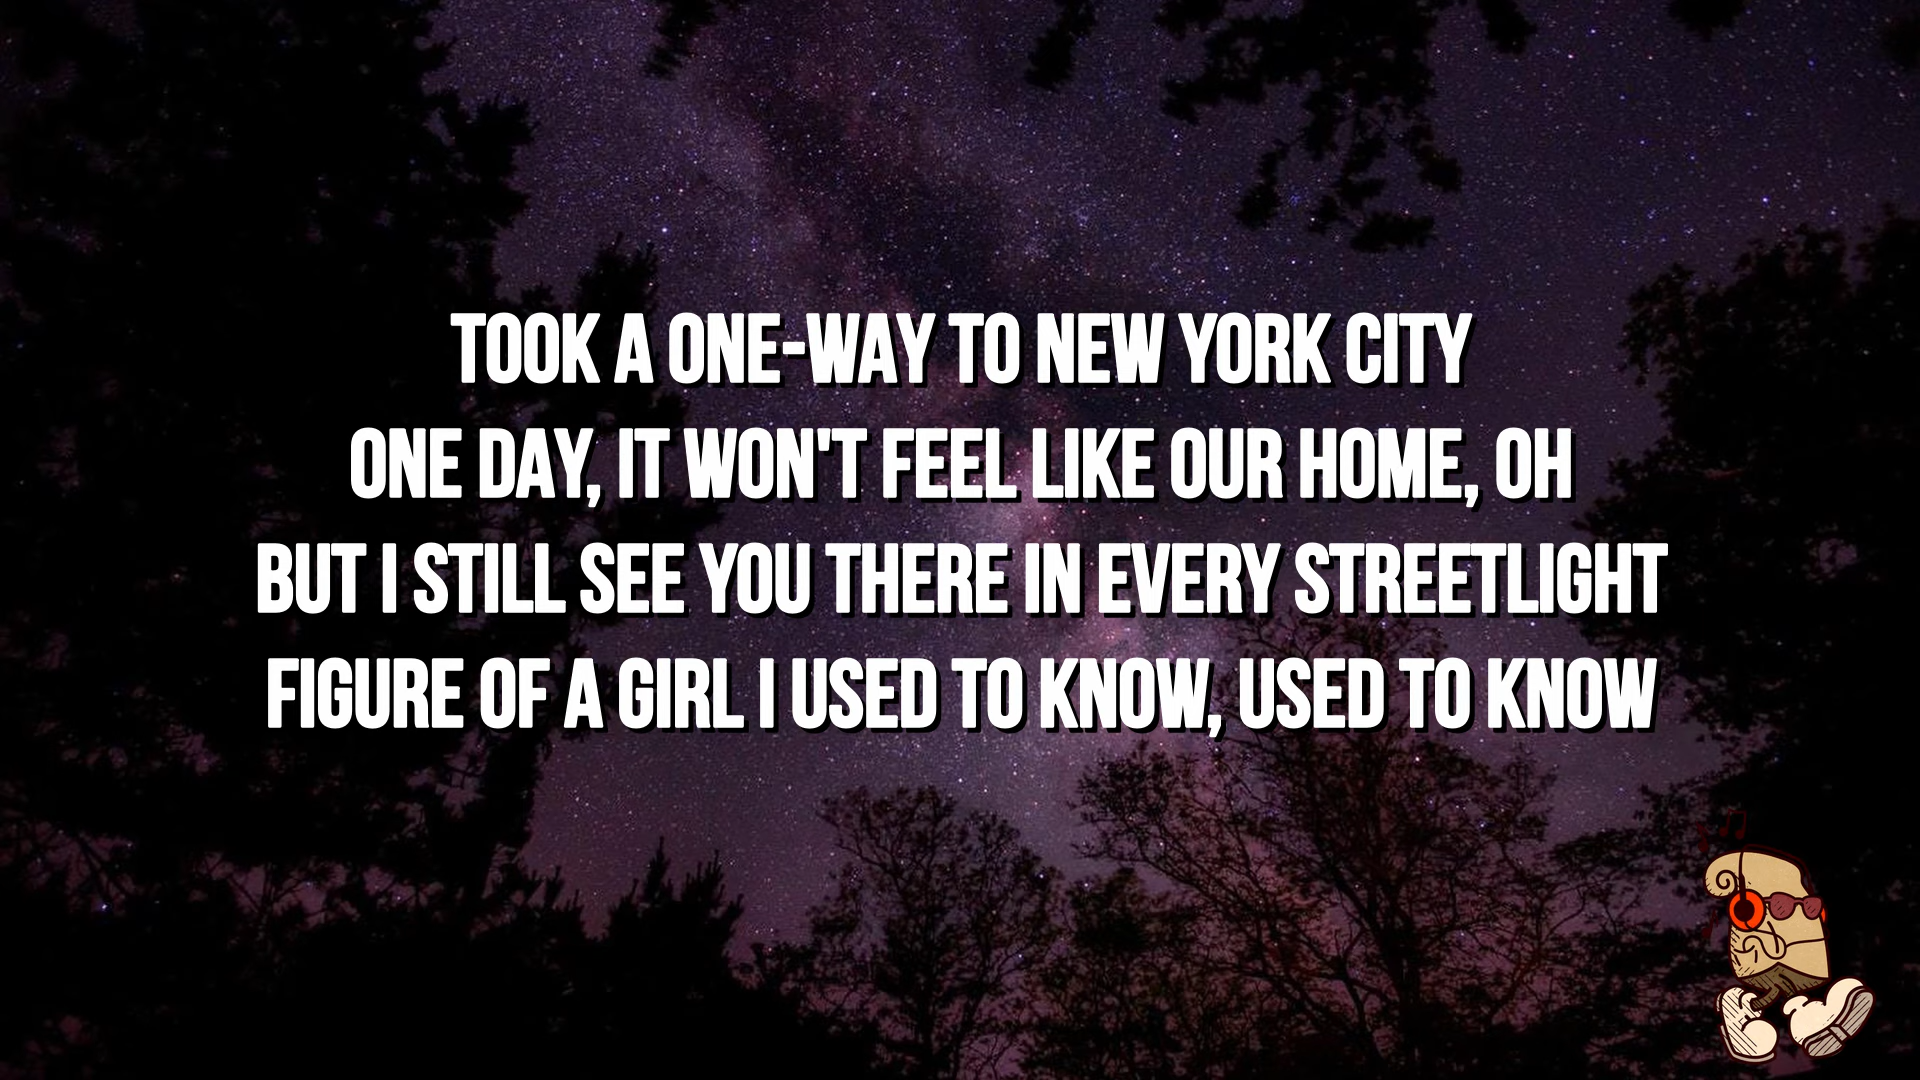 TOOK A ONE-WAY TO NEW YORK CITY
ONE DAY, IT WON'T FEEL LIKE OUR HOME, OH
BUT I STILL SEE YOU THERE IN EVERY STREETLIGHT
FIGURE OF A GIRL I USED TO KNOW, USED TO KNOW